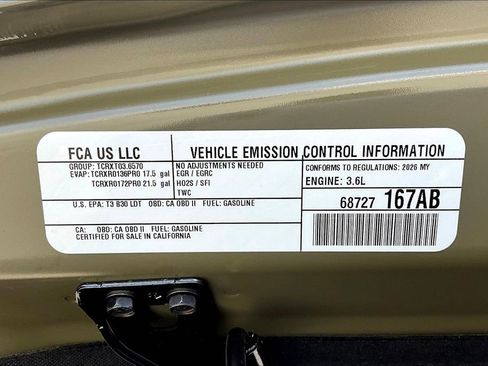 FCA US LLC
VEHICLE EMISSION CONTROL INFORMATION
GROUP: TCRXT03.6570
EVAP: TCRXR0136PR0 17.5 gal
TCRXR0172PR0 21.5 gal
NO ADJUSTMENTS NEEDED
EGR / EGRC
HO2S / SFI
TWC
CONFORMS TO REGULATIONS: 2026 MY
ENGINE: 3.6L
U.S. EPA: T3 B30 LDT OBD: CA OBD II FUEL: GASOLINE
68727 167AB
CA: OBD: CA OBD II FUEL: GASOLINE
CERTIFIED FOR SALE IN CALIFORNIA